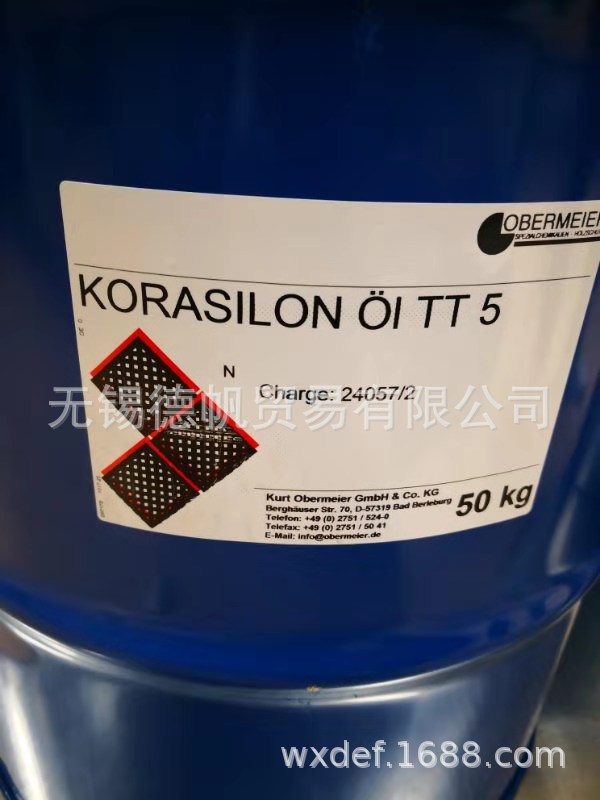 OBERMEIER
SPEZIALCHEMIKALIEN - HOLZSCHUTZ
KORASILON ÖI TT 5
N
Charge: 24057/2
无锡德帆贸易有限公司
Kurt Obermeier GmbH & Co. KG
Berghäuser Str. 70, D-57319 Bad Berleburg
Telefon: +49 (0) 2751 / 524-0
Telefax: +49 (0) 2751 / 50 41
E-Mail: info@obermeier.de
50 kg
wxdef.1688.com